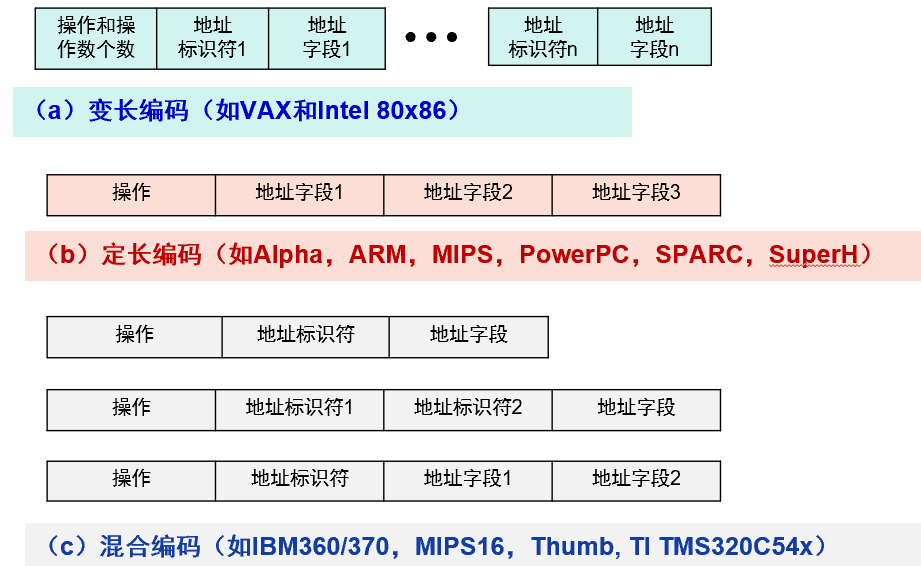 操作和操作数个数 地址标识符1 地址字段1 ••• 地址标识符n 地址字段n
（a）变长编码（如VAX和Intel 80x86）
操作 地址字段1 地址字段2 地址字段3
（b）定长编码（如Alpha，ARM，MIPS，PowerPC，SPARC，SuperH）
操作 地址标识符 地址字段
操作 地址标识符1 地址标识符2 地址字段
操作 地址标识符 地址字段1 地址字段2
（c）混合编码（如IBM360/370，MIPS16，Thumb, TI TMS320C54x）